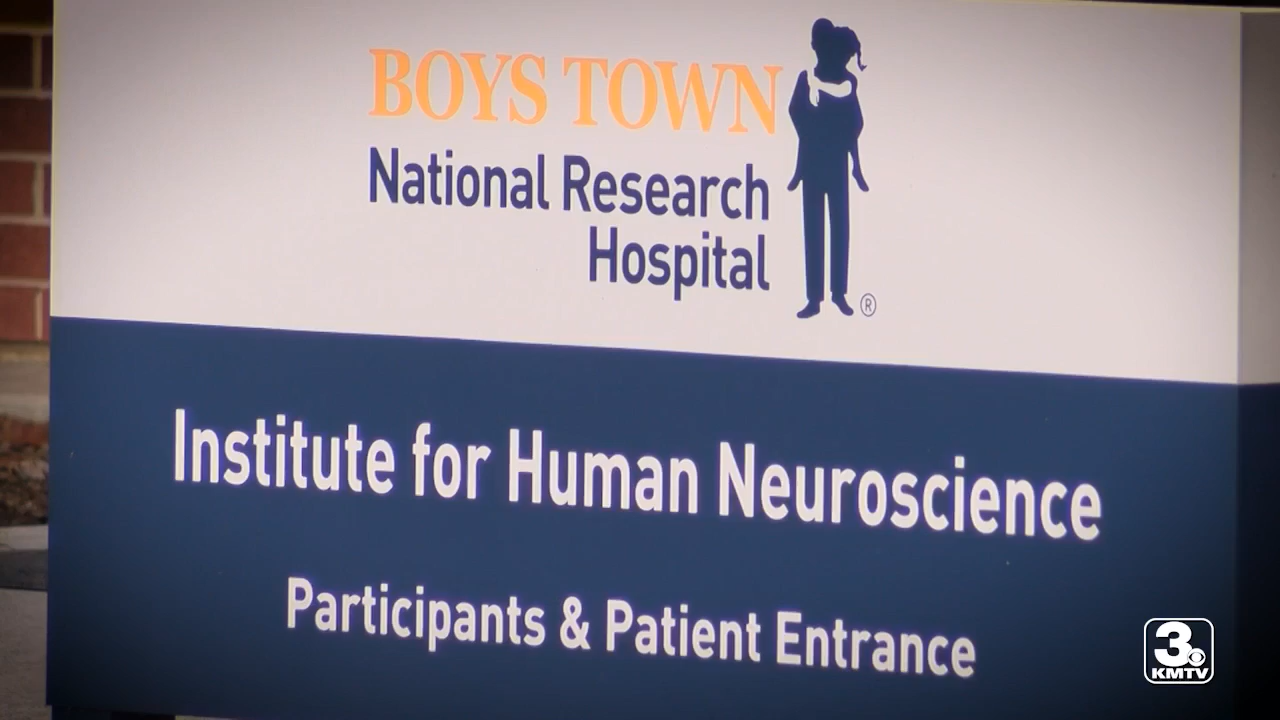 BOYS TOWN
National Research
Hospital
®
Institute for Human Neuroscience
Participants & Patient Entrance
3
KMTV